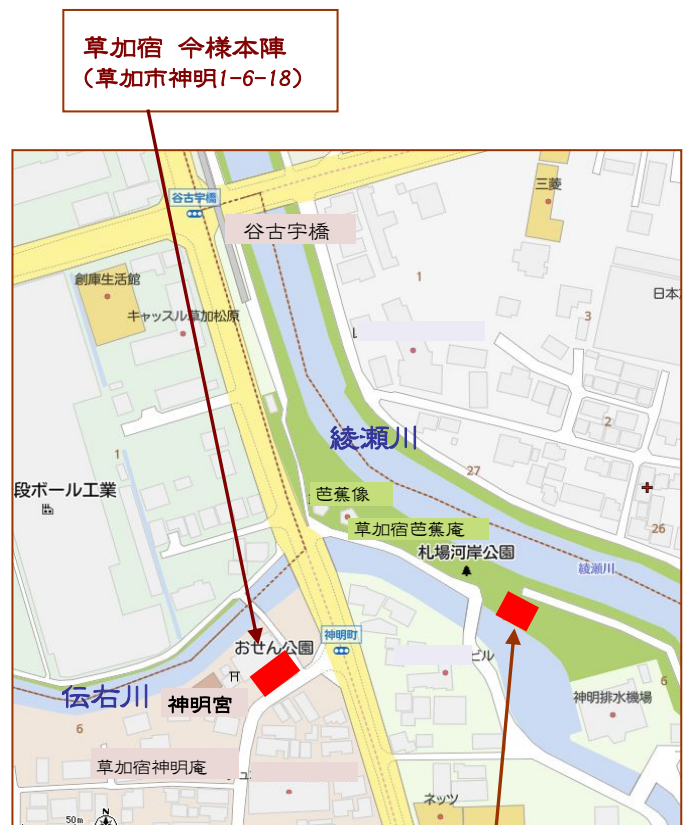 草加宿 今様本陣
(草加市神明1-6-18)
三菱
谷古宇橋
谷古宇橋
創庫生活館
1
日本
キャッスル草加松原
3
L
綾瀬川
2
1
27
段ボール工業
芭蕉像
草加宿芭蕉庵
26
札場河岸公園
綾瀬川
神明町
おせん公園
ビル
6
伝右川
神明宮
神明排水機場
6
草加宿神明庵
ネッツ
50m
N